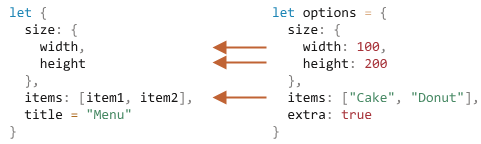 let {
  size: {
    width,
    height
  },
  items: [item1, item2],
  title = "Menu"
}
let options = {
  size: {
    width: 100,
    height: 200
  },
  items: ["Cake", "Donut"],
  extra: true
}